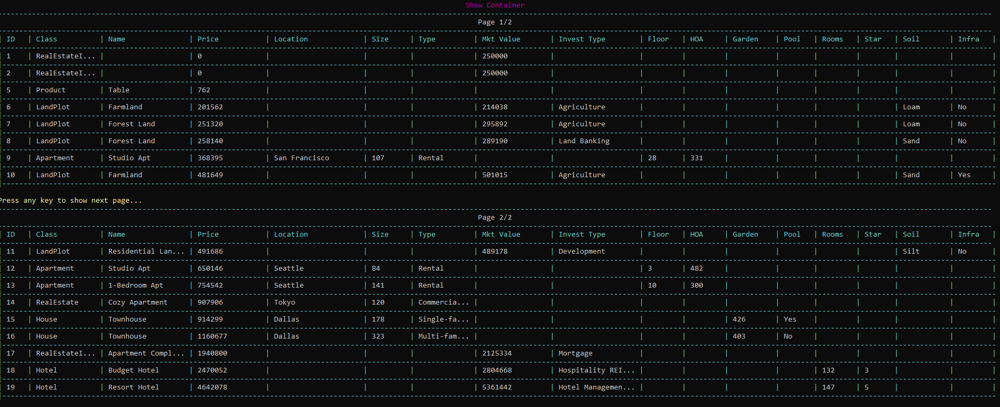 Show Container
Page 1/2
| ID | Class | Name | Price | Location | Size | Type | Mkt Value | Invest Type | Floor | HOA | Garden | Pool | Rooms | Star | Soil | Infra |
| 1 | RealEstateI... | | 0 | | | | 250000 | | | | | | | | | |
| 2 | RealEstateI... | | 0 | | | | 250000 | | | | | | | | | |
| 5 | Product | Table | 762 | | | | | | | | | | | | | |
| 6 | LandPlot | Farmland | 201562 | | | | 214038 | Agriculture | | | | | | | Loam | No |
| 7 | LandPlot | Forest Land | 251320 | | | | 295892 | Agriculture | | | | | | | Loam | No |
| 8 | LandPlot | Forest Land | 258140 | | | | 289190 | Land Banking | | | | | | | Sand | No |
| 9 | Apartment | Studio Apt | 368395 | San Francisco | 107 | Rental | | | 28 | 331 | | | | | | |
| 10 | LandPlot | Farmland | 481649 | | | | 501015 | Agriculture | | | | | | | Sand | Yes |
Press any key to show next page...
Page 2/2
| ID | Class | Name | Price | Location | Size | Type | Mkt Value | Invest Type | Floor | HOA | Garden | Pool | Rooms | Star | Soil | Infra |
| 11 | LandPlot | Residential Lan... | 491686 | | | | 489178 | Development | | | | | | | Silt | No |
| 12 | Apartment | Studio Apt | 650146 | Seattle | 84 | Rental | | | 3 | 482 | | | | | | |
| 13 | Apartment | 1-Bedroom Apt | 754542 | Seattle | 141 | Rental | | | 10 | 300 | | | | | | |
| 14 | RealEstate | Cozy Apartment | 907906 | Tokyo | 120 | Commercia... | | | | | | | | | | |
| 15 | House | Townhouse | 914299 | Dallas | 178 | Single-fa... | | | | | 426 | Yes | | | | |
| 16 | House | Townhouse | 1160677 | Dallas | 323 | Multi-fam... | | | | | 403 | No | | | | |
| 17 | RealEstateI... | Apartment Compl... | 1940800 | | | | 2125334 | Mortgage | | | | | | | | |
| 18 | Hotel | Budget Hotel | 2470052 | | | | 2804668 | Hospitality REI... | | | | | 132 | 3 | | |
| 19 | Hotel | Resort Hotel | 4642078 | | | | 5361442 | Hotel Managemen... | | | | | 147 | 5 | | |